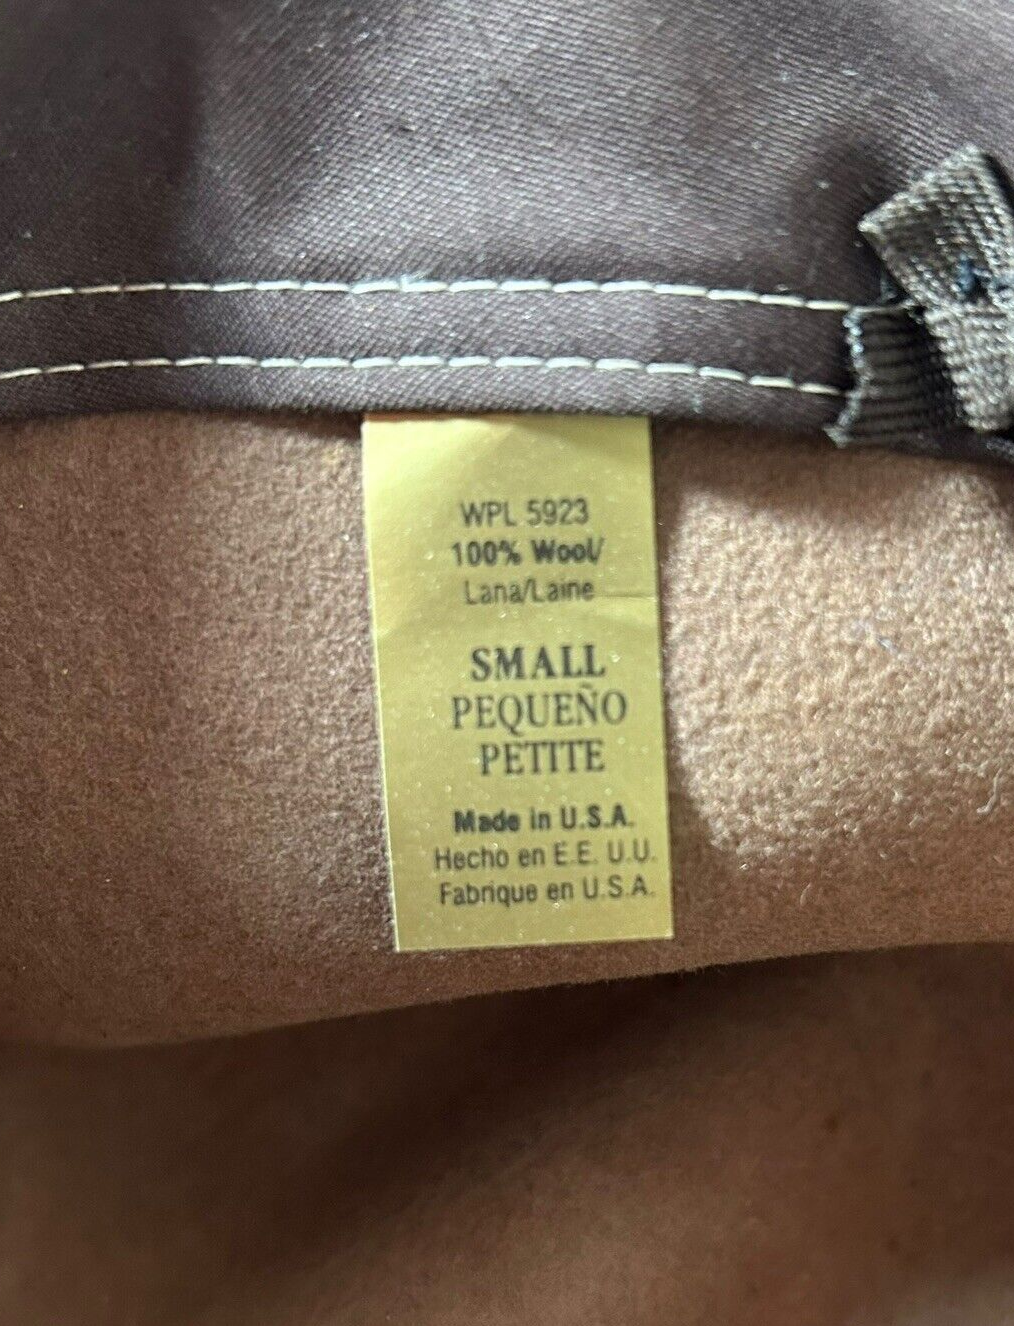 WPL 5923
100% Wool/
Lana/Laine
SMALL
PEQUEÑO
PETITE
Made in U.S.A.
Hecho en E.E. U.U.
Fabrique en U.S.A.